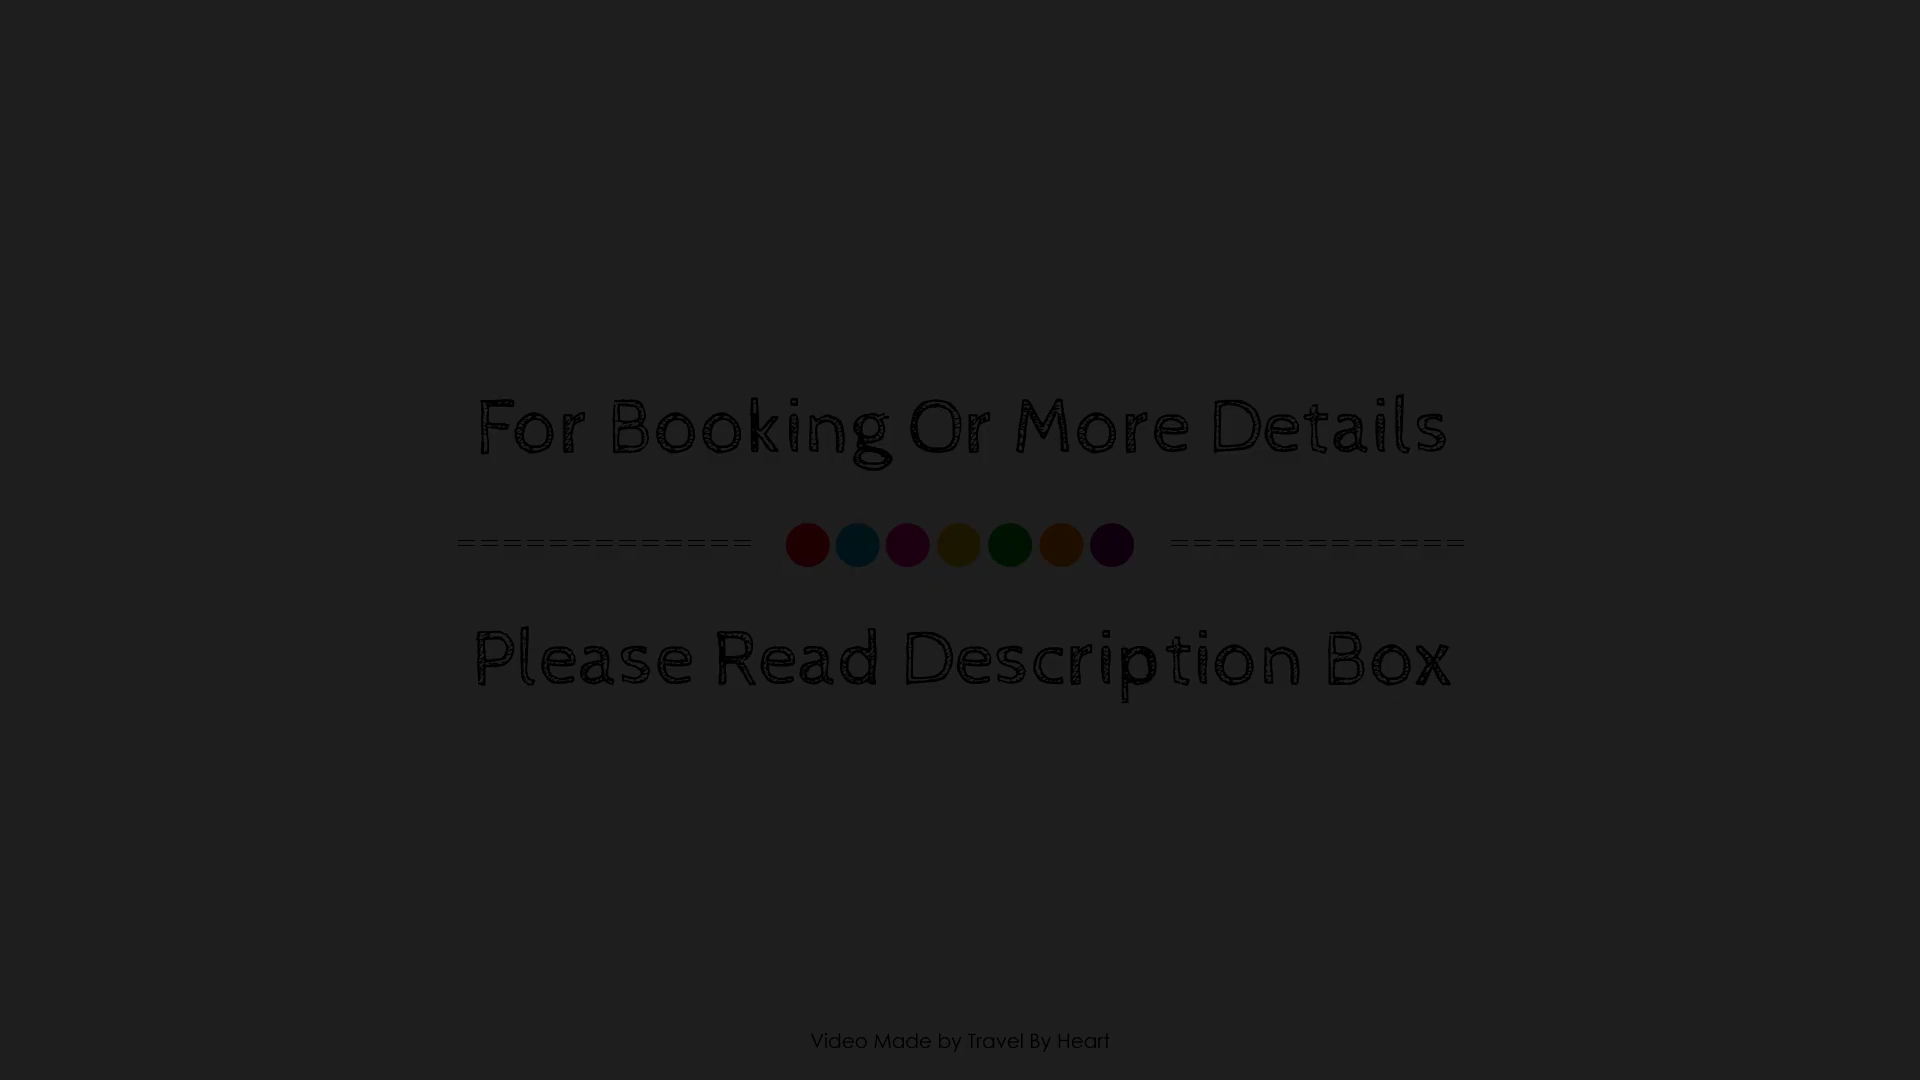 For Booking Or More Details
============= =============
Please Read Description Box
Video Made by Travel By Heart